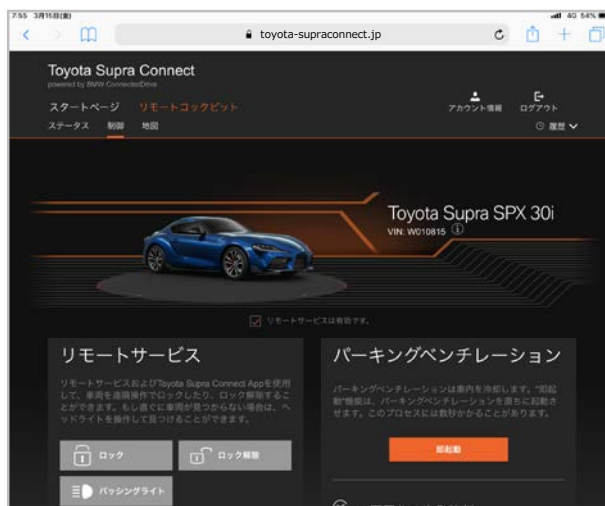 7:55 3月15日(金)
4G 54%
toyota-supraconnect.jp
Toyota Supra Connect
powered by BMW ConnectedDrive
スタートページ リモートコックピット
アカウント情報 ログアウト
ステータス 制御 地図
履歴
Toyota Supra SPX 30i
VIN: W010815
リモートサービスは有効です。
リモートサービス
リモートサービスおよびToyota Supra Connect Appを使用
して、車両を遠隔操作でロックしたり、ロック解除するこ
とができます。もし直ぐに車両が見つからない場合は、ヘ
ッドライトを操作して見つけることができます。
ロック
ロック解除
パッシングライト
パーキングベンチレーション
パーキングベンチレーションは車内を冷却します。"即起
動"機能は、パーキングベンチレーションを直ちに起動さ
せます。このプロセスには数秒かかることがあります。
即起動